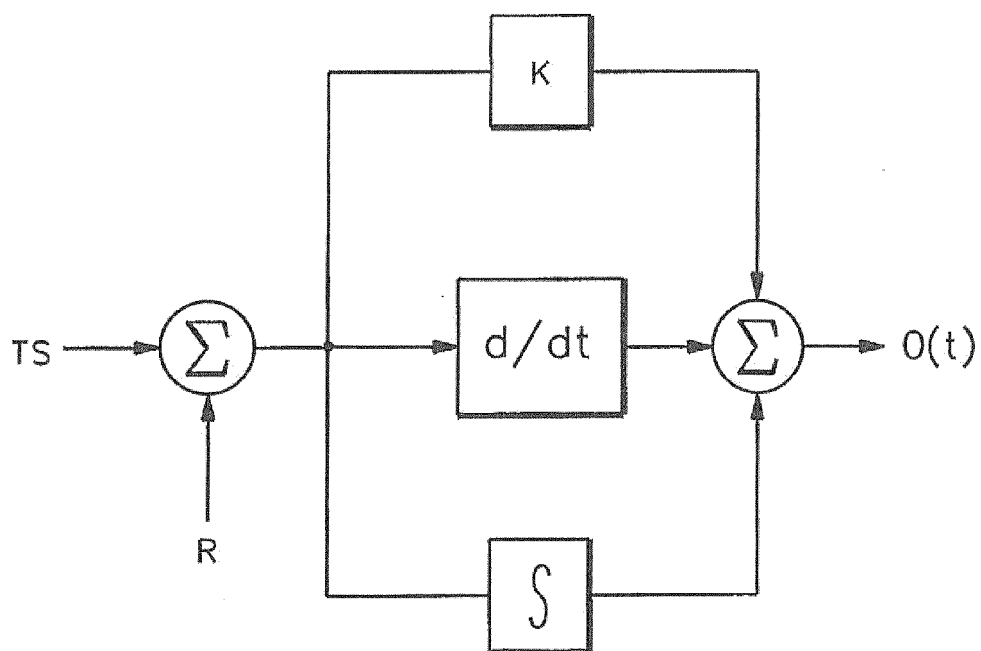 K
TS
Σ
d/dt
Σ
O(t)
R
∫